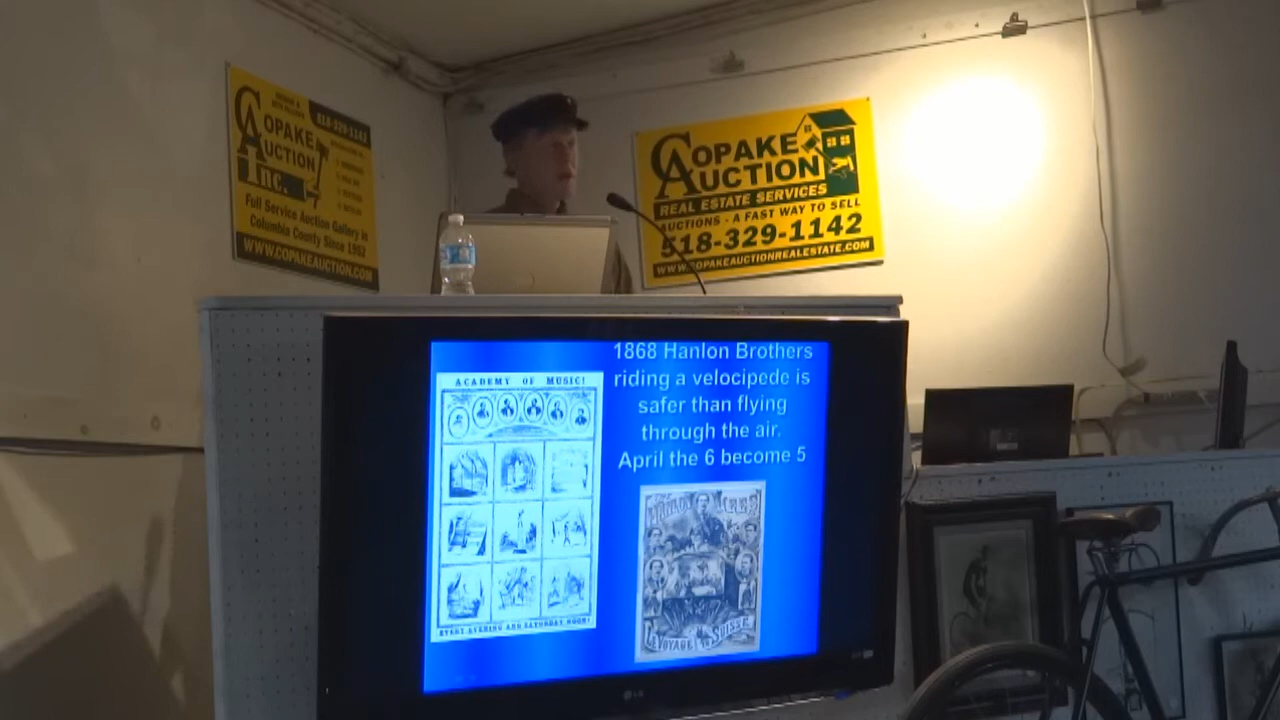 518-329-1142
COPAKE
AUCTION
Inc.
Full Service Auction Gallery in
Columbia County Since 1952
WWW.COPAKEAUCTION.COM
COPAKE
AUCTION
REAL ESTATE SERVICES
AUCTIONS - A FAST WAY TO SELL
518-329-1142
WWW.COPAKEAUCTIONREALESTATE.COM
1868 Hanlon Brothers
riding a velocipede is
safer than flying
through the air.
April the 6 become 5
ACADEMY OF MUSIC!
EVERY EVENING AND SATURDAY NOON!
THE
HANLON LEES
LE VOYAGE EN SUISSE
LG